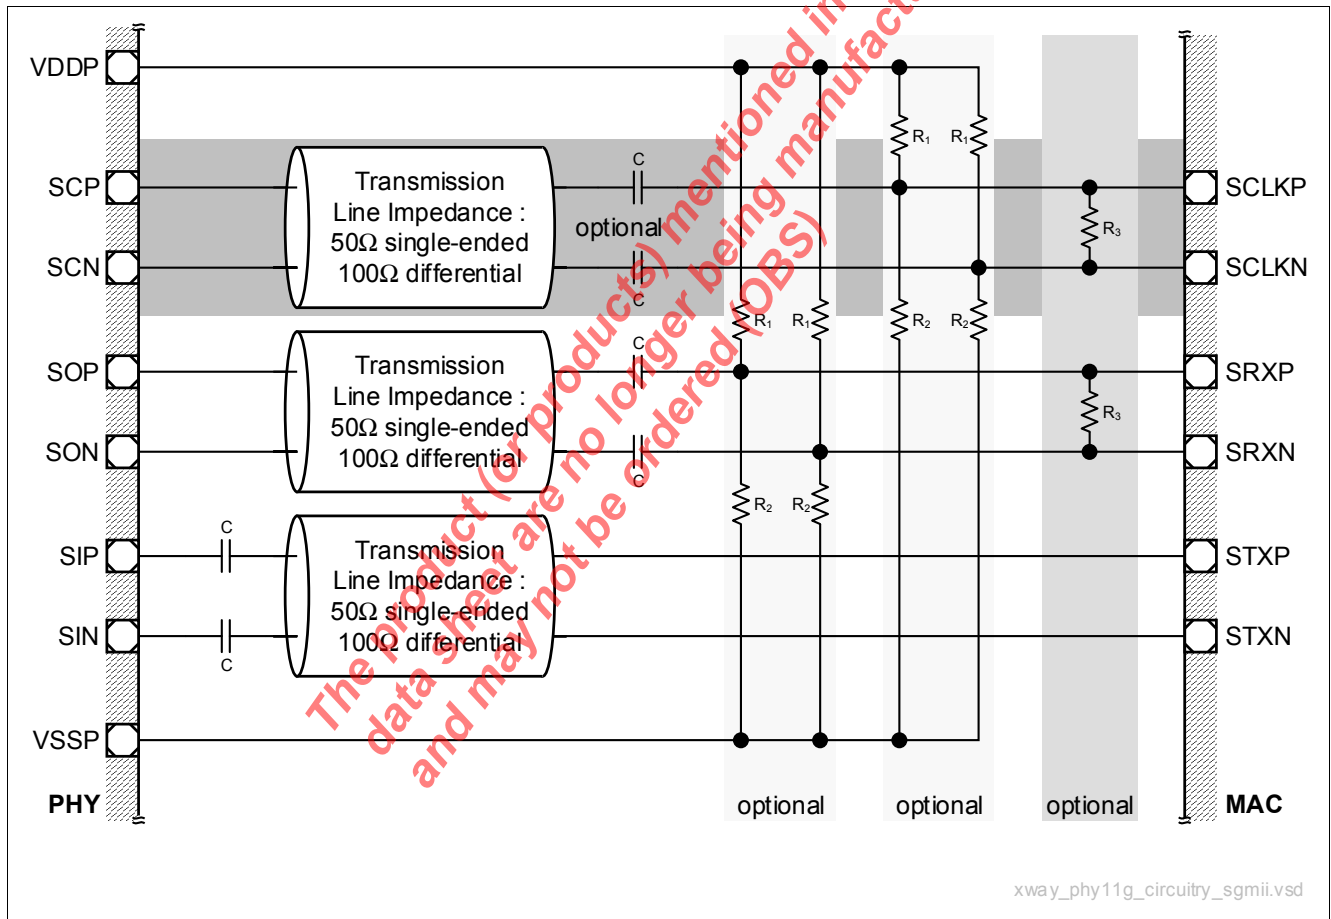 VDDP
R1
R1
SCP
Transmission
Line Impedance :
50Ω single-ended
100Ω differential
C
optional
C
SCLKP
R3
SCN
SCLKN
R1
R1
R2
R2
SOP
Transmission
Line Impedance :
50Ω single-ended
100Ω differential
C
C
SRXP
R3
SON
SRXN
R2
R2
SIP
C
Transmission
Line Impedance :
50Ω single-ended
100Ω differential
STXP
SIN
C
STXN
VSSP
PHY
optional
optional
optional
MAC
The product (or products) mentioned in
data sheet are no longer being manufact
and may not be ordered (OBS)
xway_phy11g_circuitry_sgmii.vsd